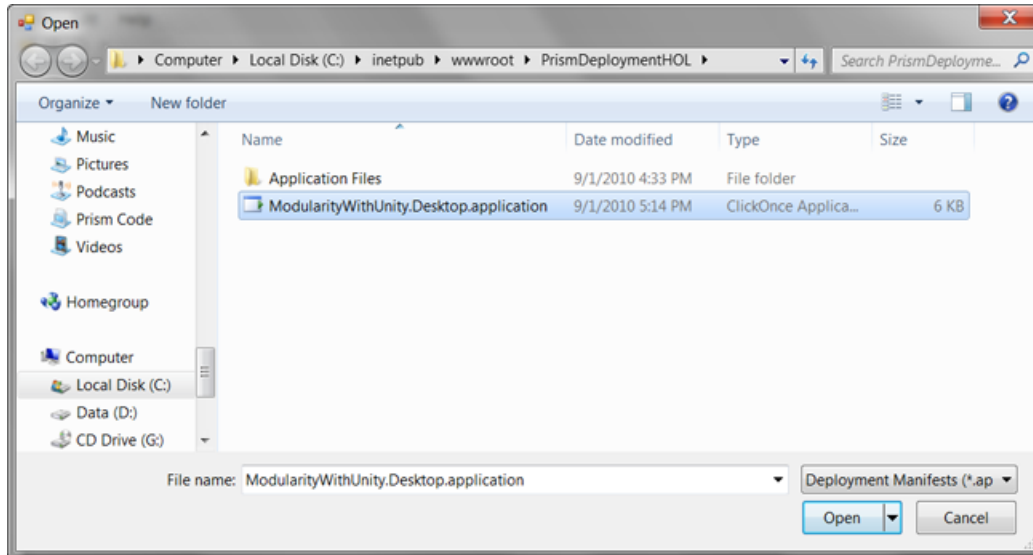 Open
Computer Local Disk (C:) inetpub wwwroot PrismDeploymentHOL Search PrismDeployme...
Organize New folder
Music
Pictures
Podcasts
Prism Code
Videos
Homegroup
Computer
Local Disk (C:)
Data (D:)
CD Drive (G:)
Name Date modified Type Size
Application Files 9/1/2010 4:33 PM File folder
ModularityWithUnity.Desktop.application 9/1/2010 5:14 PM ClickOnce Applica... 6 KB
File name: ModularityWithUnity.Desktop.application Deployment Manifests (*.ap
Open Cancel